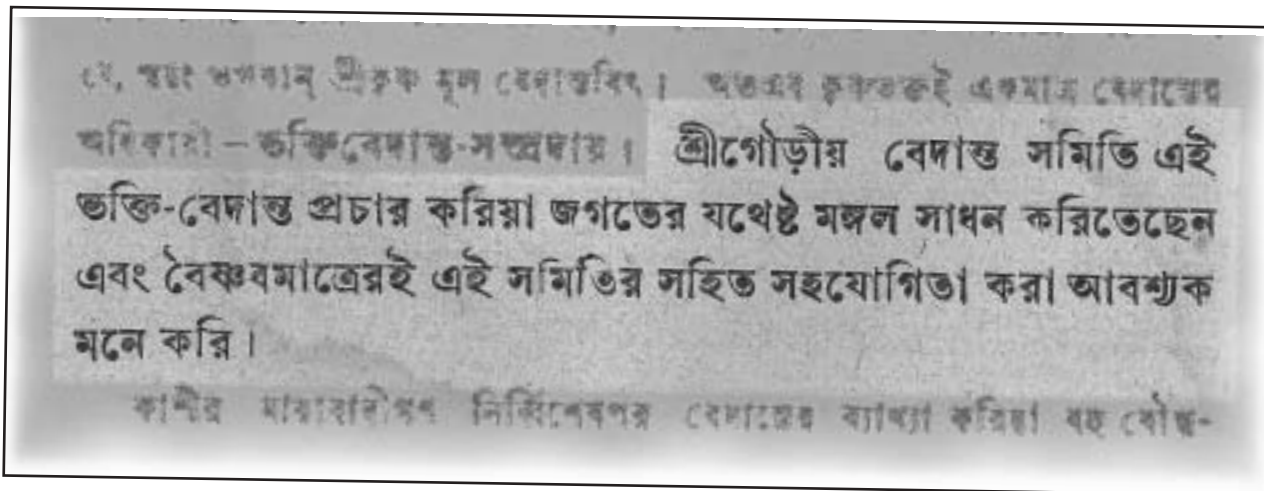 যে, স্বয়ং ভগবান্ শ্রীকৃষ্ণ মূল বেদান্তবিৎ। অতএব কৃষ্ণভক্তই একমাত্র বেদান্তের
অধিকারী – ভক্তিবেদান্ত-সম্প্রদায়। শ্রীগৌড়ীয় বেদান্ত সমিতি এই
ভক্তি-বেদান্ত প্রচার করিয়া জগতের যথেষ্ট মঙ্গল সাধন করিতেছেন
এবং বৈষ্ণবমাত্রেরই এই সমিতির সহিত সহযোগিতা করা আবশ্যক
মনে করি।
কাশীর মায়াবাদীগণ নির্ব্বিশেষপর বেদান্তের ব্যাখ্যা করিয়া বহু বৌদ্ধ-